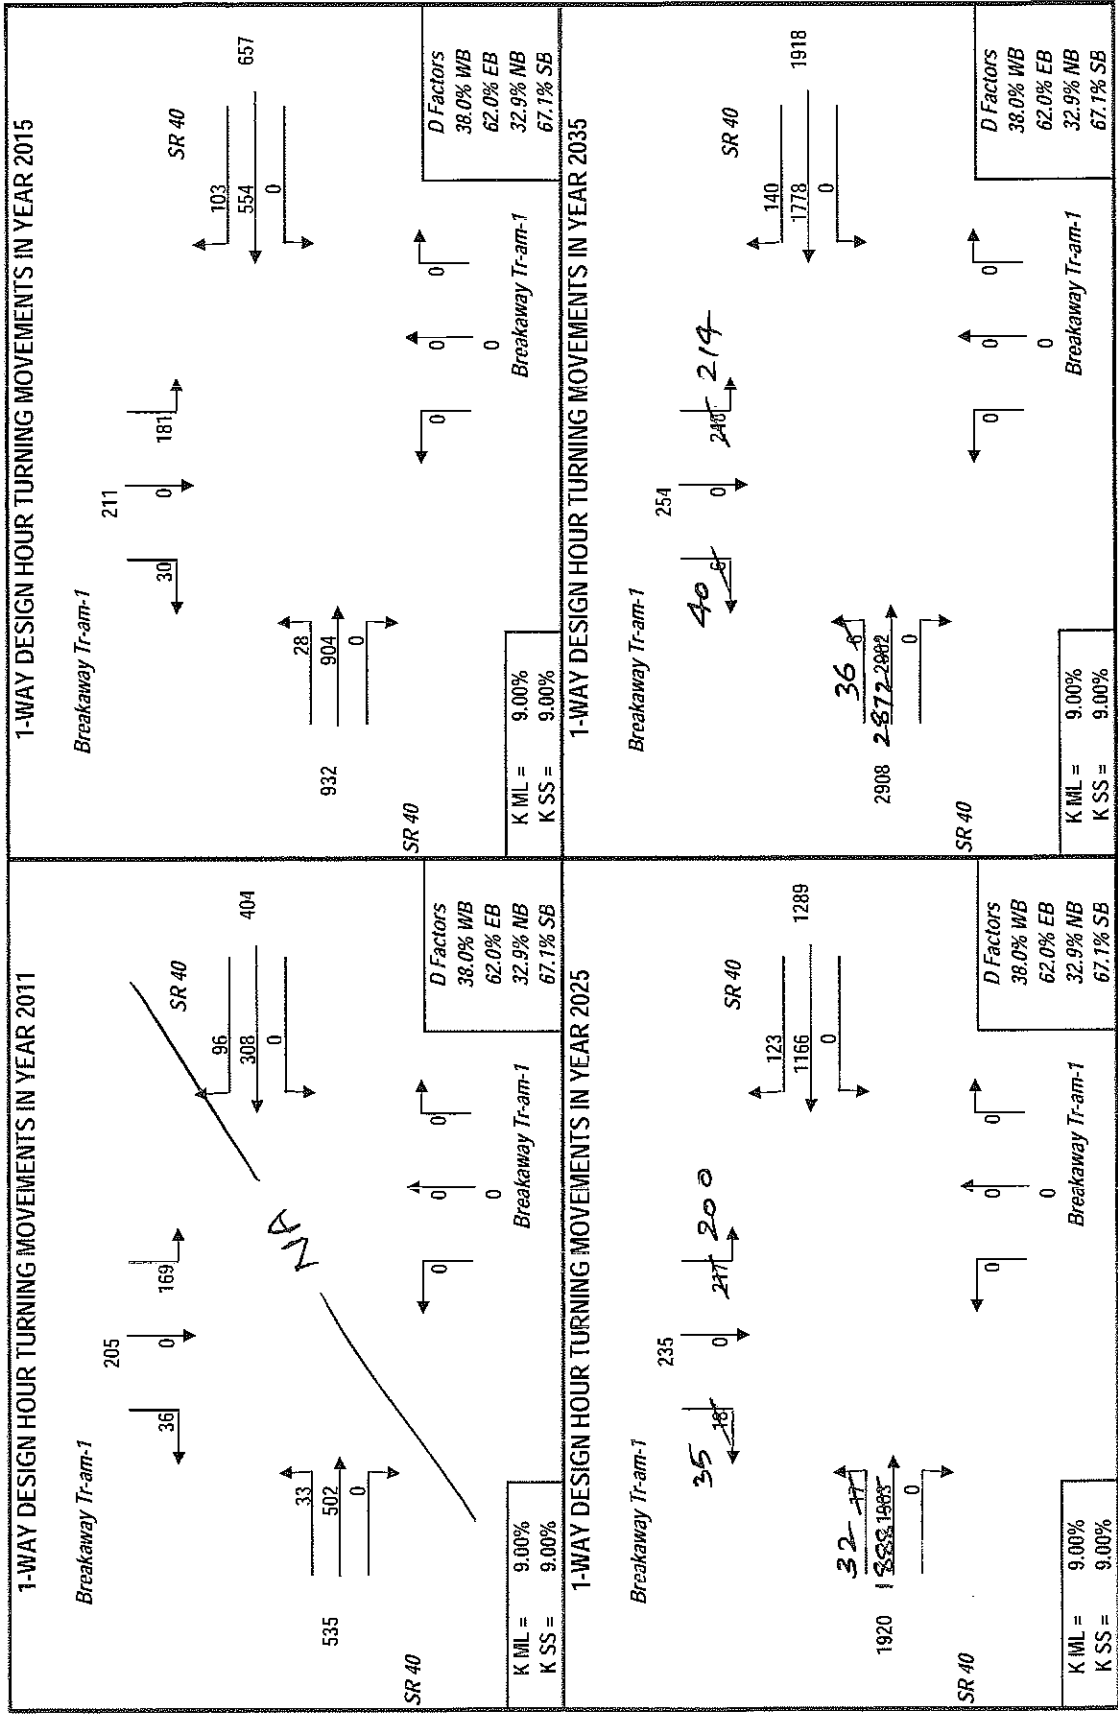 1-WAY DESIGN HOUR TURNING MOVEMENTS IN YEAR 2011
Breakaway Tr-am-1
205
36
0
169
SR 40
96
308
0
404
NA
535
33
502
0
SR 40
0
0
0
0
Breakaway Tr-am-1
K ML = 9.00%
K SS = 9.00%
D Factors
38.0% WB
62.0% EB
32.9% NB
67.1% SB
1-WAY DESIGN HOUR TURNING MOVEMENTS IN YEAR 2015
Breakaway Tr-am-1
211
30
0
181
SR 40
103
554
0
657
932
28
904
0
SR 40
0
0
0
0
Breakaway Tr-am-1
K ML = 9.00%
K SS = 9.00%
D Factors
38.0% WB
62.0% EB
32.9% NB
67.1% SB
1-WAY DESIGN HOUR TURNING MOVEMENTS IN YEAR 2025
Breakaway Tr-am-1
235
35 18
0
217 200
SR 40
123
1166
0
1289
1920
32 17
1888 1903
0
SR 40
0
0
0
0
Breakaway Tr-am-1
K ML = 9.00%
K SS = 9.00%
D Factors
38.0% WB
62.0% EB
32.9% NB
67.1% SB
1-WAY DESIGN HOUR TURNING MOVEMENTS IN YEAR 2035
Breakaway Tr-am-1
254
40 6
0
214
SR 40
140
1778
0
1918
2908
36 6
2872 2902
0
SR 40
0
0
0
0
Breakaway Tr-am-1
K ML = 9.00%
K SS = 9.00%
D Factors
38.0% WB
62.0% EB
32.9% NB
67.1% SB